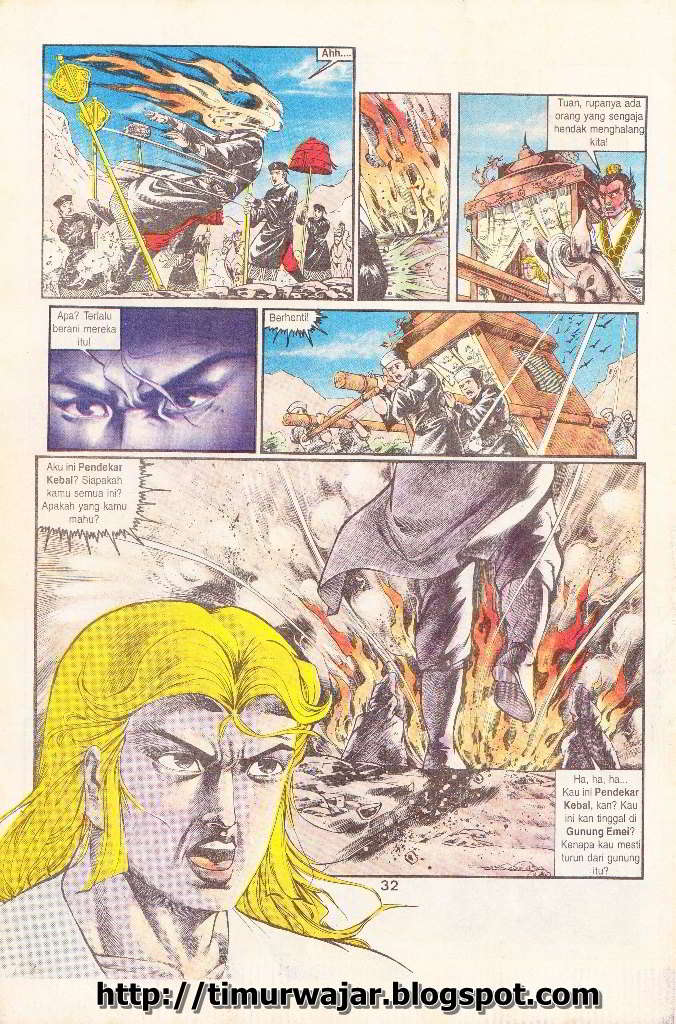 Ahh....
Tuan, rupanya ada
orang yang sengaja
hendak menghalang
kita!
Apa? Terlalu
berani mereka
itu!
Berhenti!
Aku ini Pendekar
Kebal? Siapakah
kamu semua ini?
Apakah yang kamu
mahu?
Ha, ha, ha...
Kau ini Pendekar
Kebal, kan? Kau
ini kan tinggal di
Gunung Emei?
Kenapa kau mesti
turun dari gunung
itu?
32
http://timurwajar.blogspot.com